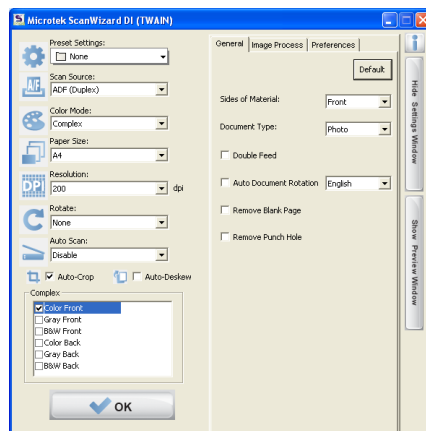 Microtek ScanWizard DI (TWAIN)
Preset Settings:
None
Scan Source:
A/F
ADF (Duplex)
Color Mode:
Complex
Paper Size:
A4
Resolution:
DPI
200
dpi
Rotate:
None
Auto Scan:
Disable
Auto-Crop
Auto-Deskew
Complex
Color Front
Gray Front
B&W Front
Color Back
Gray Back
B&W Back
OK
General
Image Process
Preferences
Default
Sides of Material:
Front
Document Type:
Photo
Double Feed
Auto Document Rotation
English
Remove Blank Page
Remove Punch Hole
Hide Settings Window
Show Preview Window